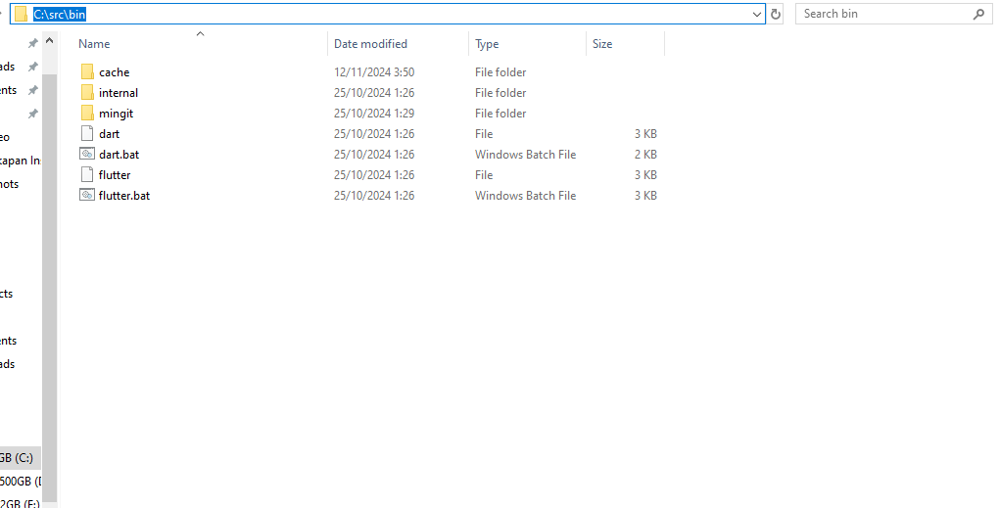 C:\src\bin
Search bin
Name Date modified Type Size
cache 12/11/2024 3:50 File folder
internal 25/10/2024 1:26 File folder
mingit 25/10/2024 1:29 File folder
dart 25/10/2024 1:26 File 3 KB
dart.bat 25/10/2024 1:26 Windows Batch File 2 KB
flutter 25/10/2024 1:26 File 3 KB
flutter.bat 25/10/2024 1:26 Windows Batch File 3 KB
ads
ents
eo
kapan In
hots
cts
ents
ads
GB (C:)
500GB (D
2GB (F:)